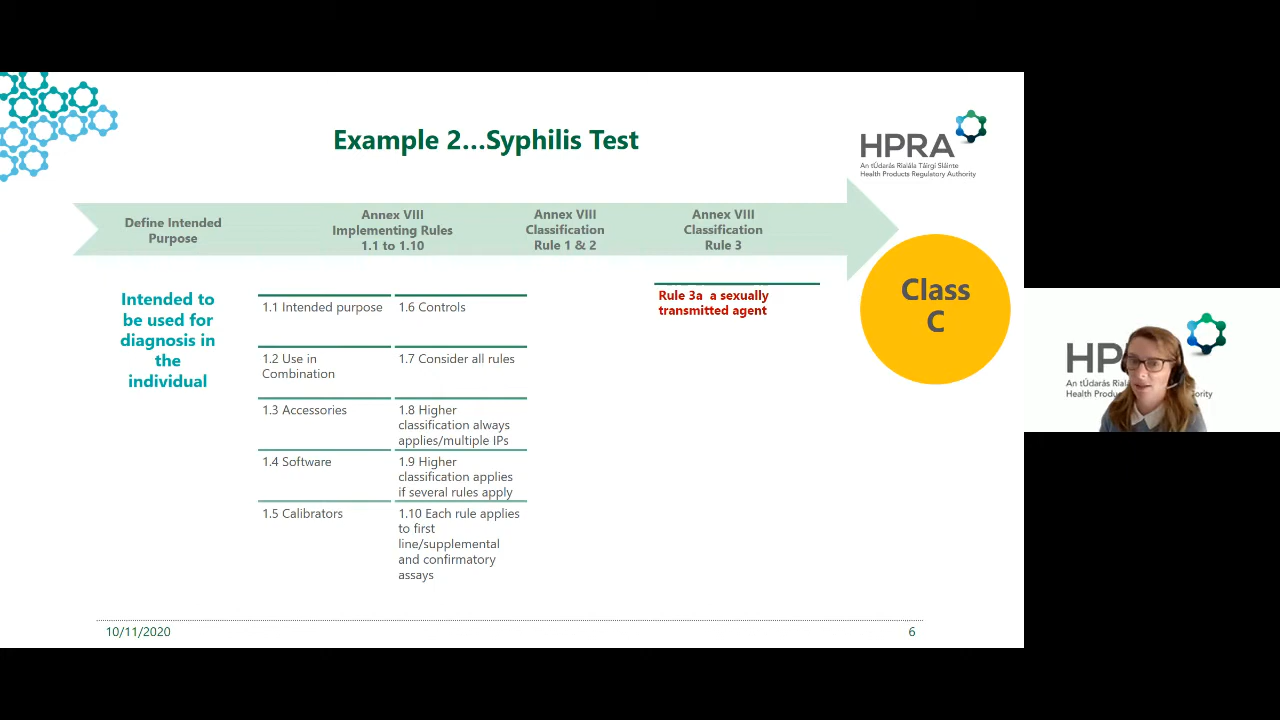 Example 2...Syphilis Test
HPRA
An tÚdarás Rialála Táirgí Sláinte
Health Products Regulatory Authority
Define Intended
Purpose
Annex VIII
Implementing Rules
1.1 to 1.10
Annex VIII
Classification
Rule 1 & 2
Annex VIII
Classification
Rule 3
Class
C
Intended to
be used for
diagnosis in
the
individual
1.1 Intended purpose
1.2 Use in
Combination
1.3 Accessories
1.4 Software
1.5 Calibrators
1.6 Controls
1.7 Consider all rules
1.8 Higher
classification always
applies/multiple IPs
1.9 Higher
classification applies
if several rules apply
1.10 Each rule applies
to first
line/supplemental
and confirmatory
assays
Rule 3a a sexually
transmitted agent
10/11/2020
6
HP
An tÚdarás Rial
Health Produc
ority